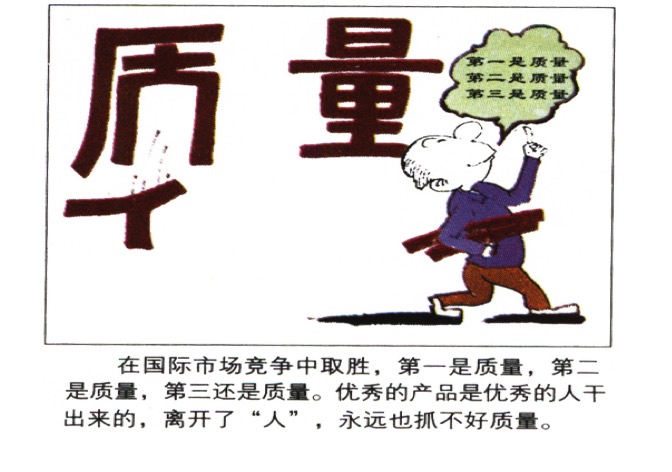 质量
第一是质量
第二是质量
第三是质量
在国际市场竞争中取胜，第一是质量，第二
是质量，第三还是质量。优秀的产品是优秀的人干
出来的，离开了“人”，永远也抓不好质量。